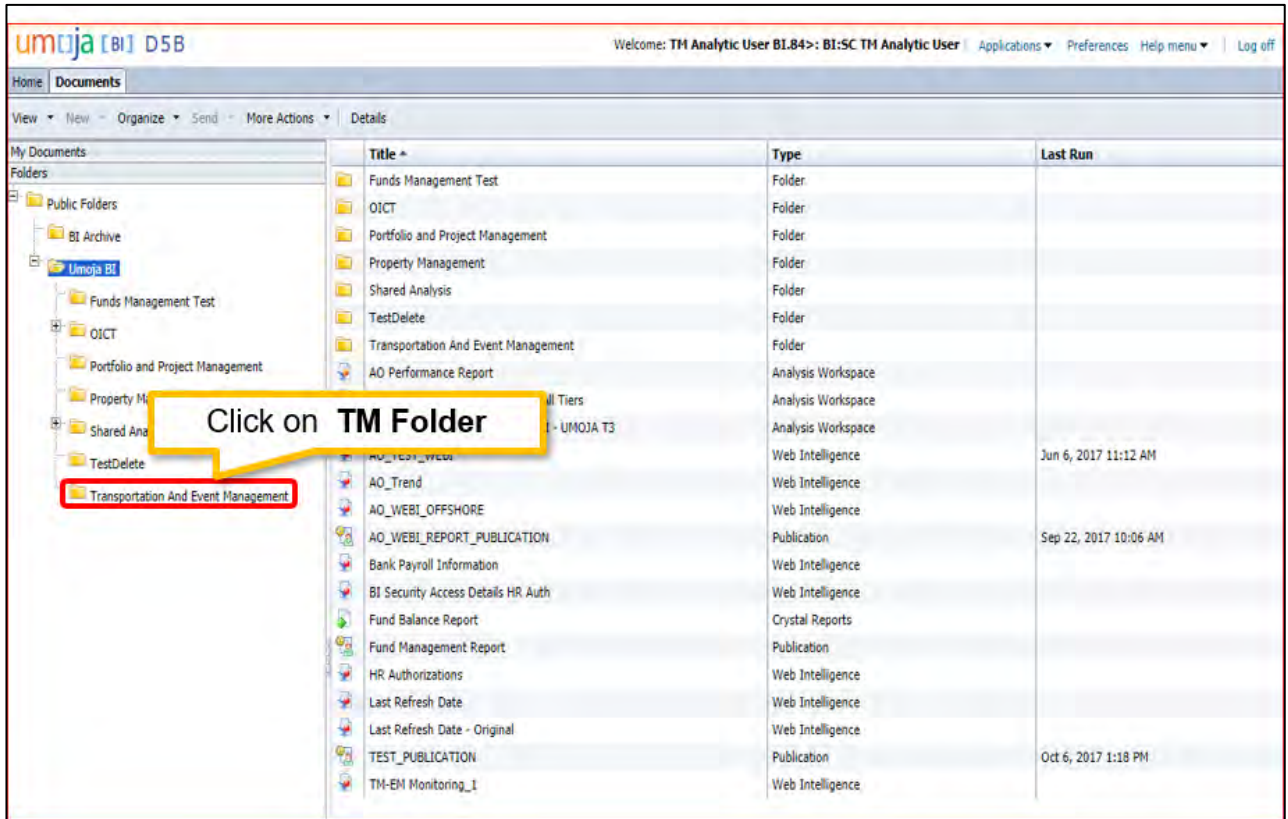 umoja [BI] D5B
Welcome: TM Analytic User BI.84>: BI:SC TM Analytic User Applications Preferences Help menu Log off
Home Documents
View New Organize Send More Actions Details
My Documents
Folders
Public Folders
BI Archive
Umoja BI
Funds Management Test
OICT
Portfolio and Project Management
Property M
Shared Ana
TestDelete
Transportation And Event Management
Click on TM Folder
Title Type Last Run
Funds Management Test Folder
OICT Folder
Portfolio and Project Management Folder
Property Management Folder
Shared Analysis Folder
TestDelete Folder
Transportation And Event Management Folder
AO Performance Report Analysis Workspace
All Tiers Analysis Workspace
- UMOJA T3 Analysis Workspace
AO_TEST_WEBI Web Intelligence Jun 6, 2017 11:12 AM
AO_Trend Web Intelligence
AO_WEBI_OFFSHORE Web Intelligence
AO_WEBI_REPORT_PUBLICATION Publication Sep 22, 2017 10:06 AM
Bank Payroll Information Web Intelligence
BI Security Access Details HR Auth Web Intelligence
Fund Balance Report Crystal Reports
Fund Management Report Publication
HR Authorizations Web Intelligence
Last Refresh Date Web Intelligence
Last Refresh Date - Original Web Intelligence
TEST_PUBLICATION Publication Oct 6, 2017 1:18 PM
TM-EM Monitoring_1 Web Intelligence